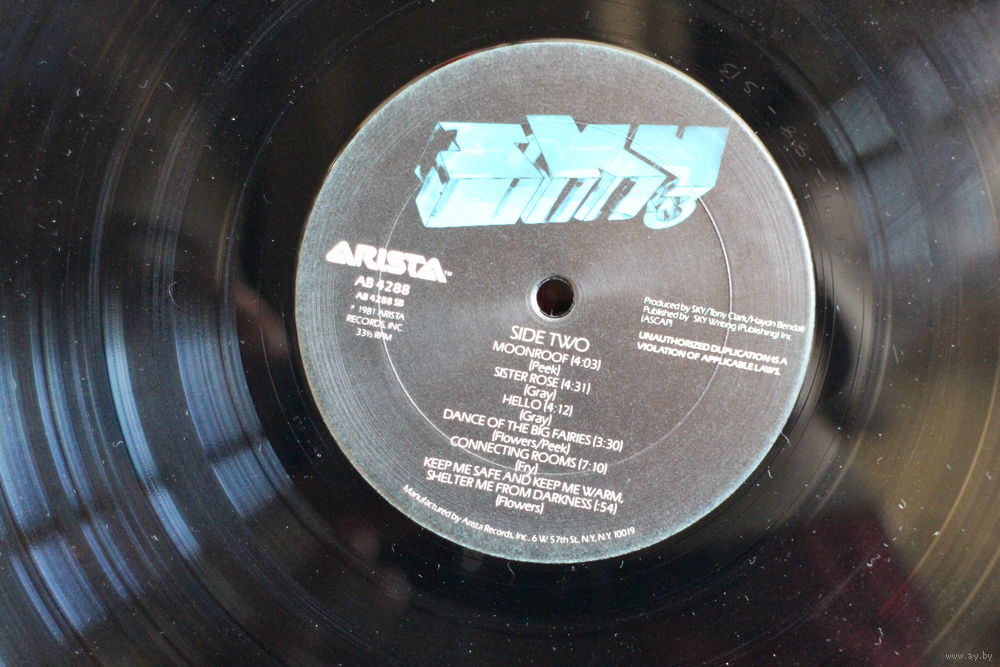 SKY
ARISTA™
AB 4288
AB 4288 SB
℗ 1981 ARISTA
RECORDS, INC
33⅓ RPM
Produced by SKY/Tony Clark/Haydn Bendall
Published by SKY Writing (Publishing) Inc
(ASCAP)
UNAUTHORIZED DUPLICATION IS A
VIOLATION OF APPLICABLE LAWS.
SIDE TWO
MOONROOF (4:03)
(Peek)
SISTER ROSE (4:31)
(Gray)
HELLO (4:12)
(Gray)
DANCE OF THE BIG FAIRIES (3:30)
(Flowers/Peek)
CONNECTING ROOMS (7:10)
(Fry)
KEEP ME SAFE AND KEEP ME WARM,
SHELTER ME FROM DARKNESS (:54)
(Flowers)
Manufactured by Arista Records, Inc. 6 W. 57th St., N.Y., N.Y. 10019
www.ay.by